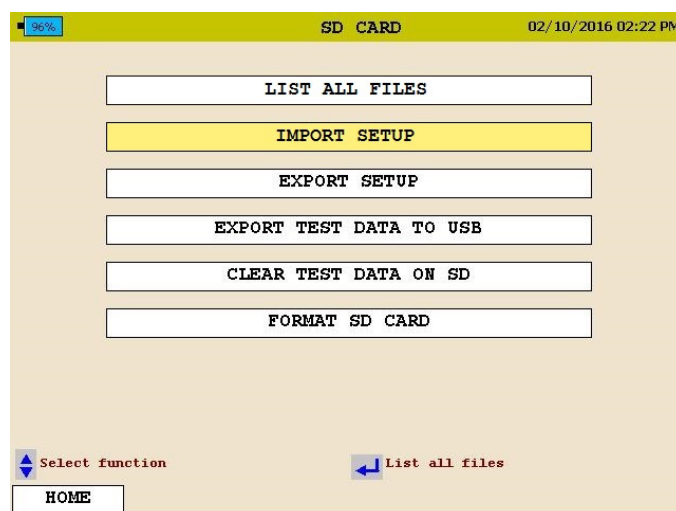 96% SD CARD 02/10/2016 02:22 PM
LIST ALL FILES
IMPORT SETUP
EXPORT SETUP
EXPORT TEST DATA TO USB
CLEAR TEST DATA ON SD
FORMAT SD CARD
Select function List all files
HOME